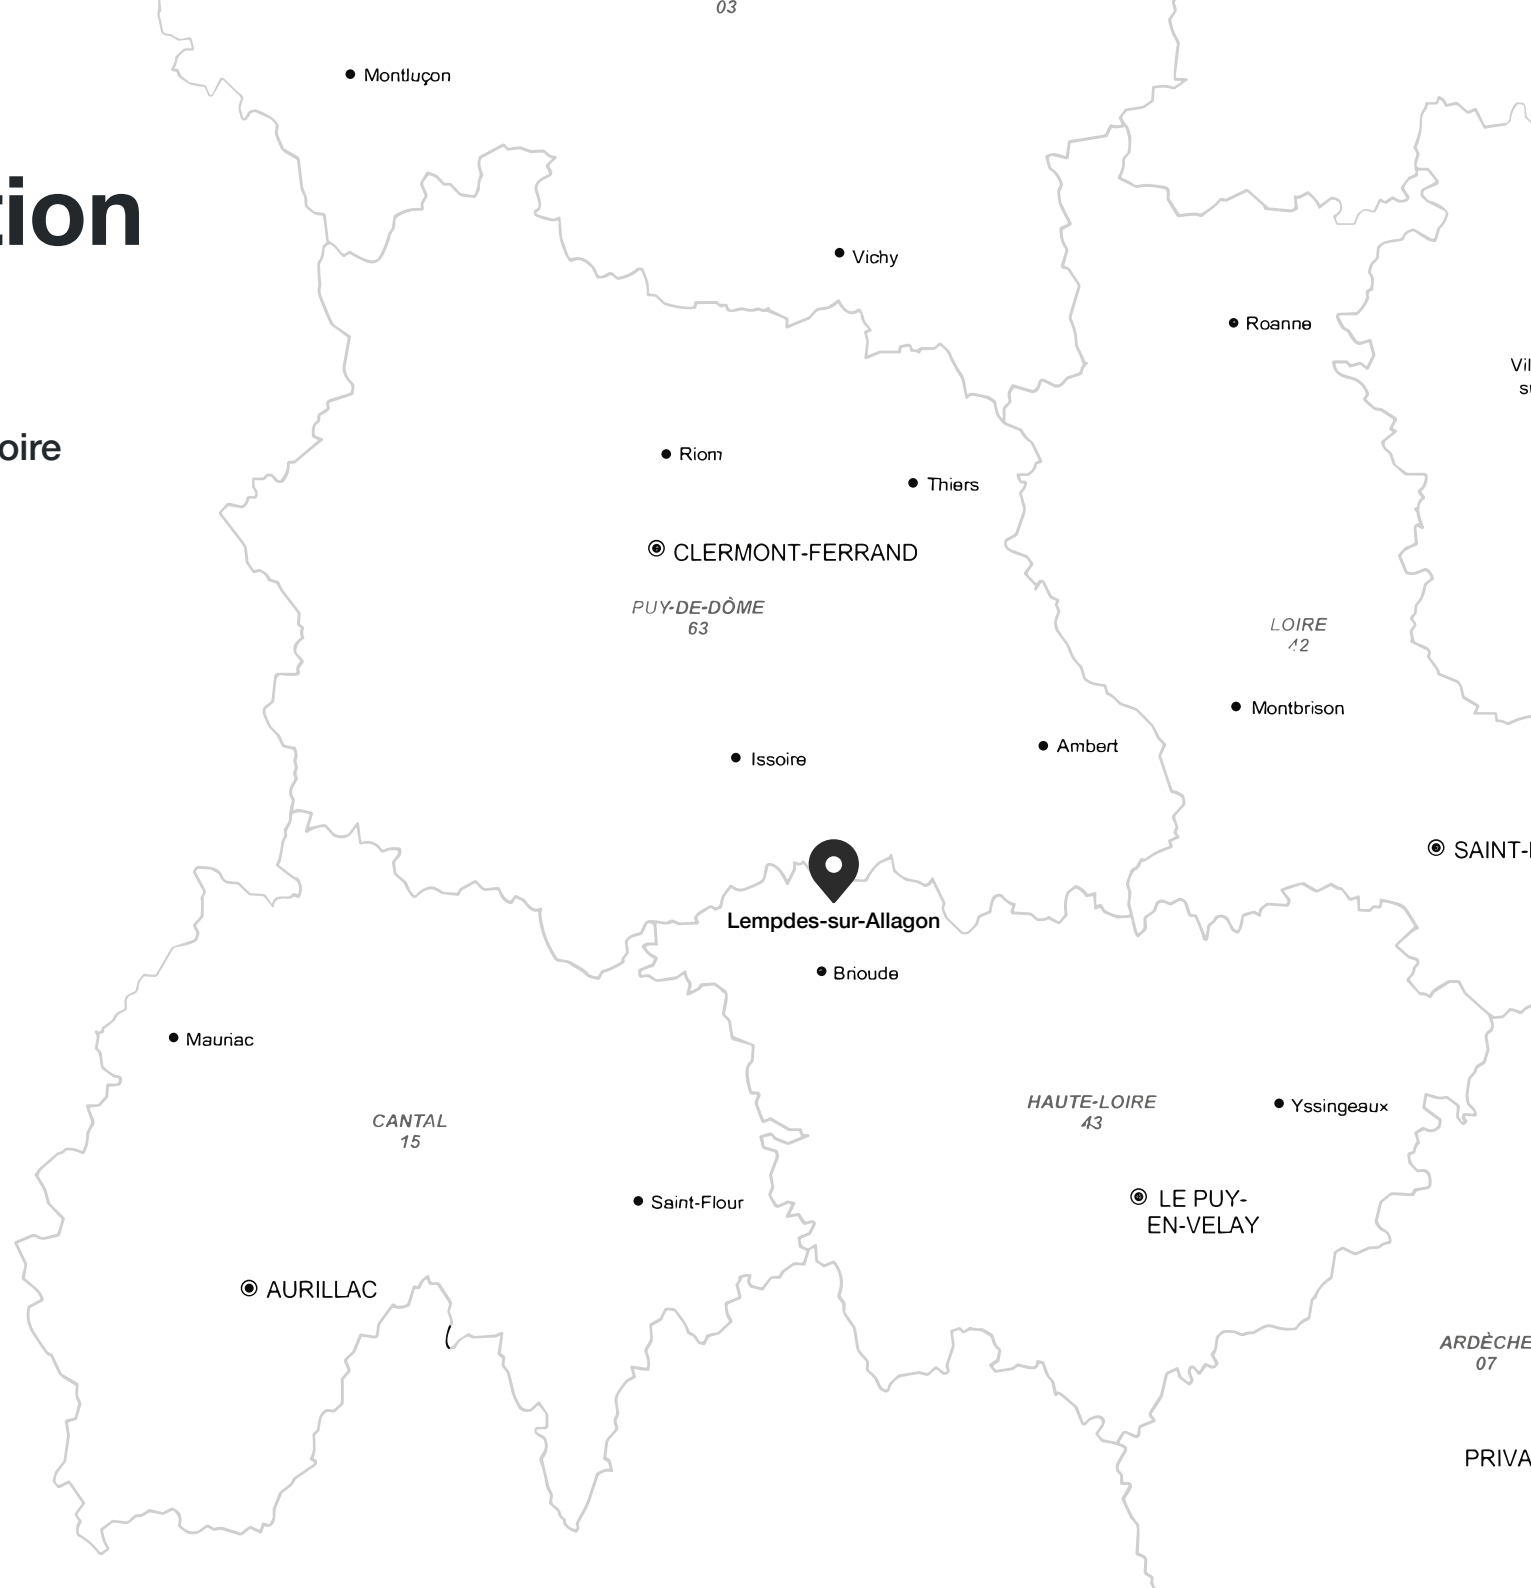 03
Montluçon
tion
Vichy
Roanne
Vil
oire
Riom
Thiers
CLERMONT-FERRAND
PUY-DE-DÔME
63
LOIRE
42
Montbrison
Ambert
Issoire
SAINT-
Lempdes-sur-Allagon
Brioude
Mauriac
HAUTE-LOIRE
43
Yssingeaux
CANTAL
15
Saint-Flour
LE PUY-
EN-VELAY
AURILLAC
ARDÈCHE
07
PRIVA